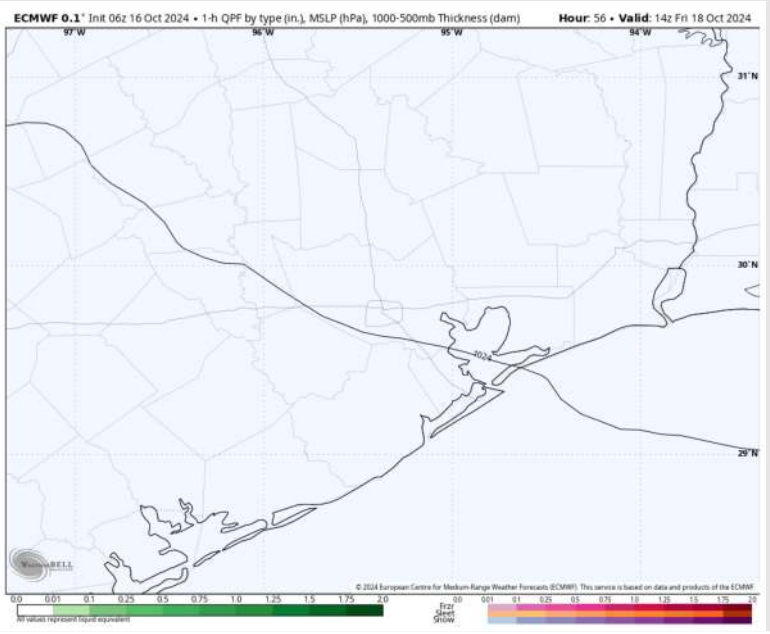 ECMWF 0.1° Init 06z 16 Oct 2024 • 1-h QPF by type (in.), MSLP (hPa), 1000-500mb Thickness (dam) Hour: 56 • Valid: 14z Fri 18 Oct 2024
97°W 96°W 95°W 94°W
31°N
30°N
1024
29°N
WeatherBELL
© 2024 European Centre for Medium-Range Weather Forecasts (ECMWF). This service is based on data and products of the ECMWF
0.0 0.01 0.1 0.25 0.50 0.75 1.0 1.25 1.5 1.75 2.0 0.0 0.01 0.1 0.25 0.5 0.75 1.0 1.25 1.5 1.75 2.0
Frzr
Sleet
Snow
All values represent liquid equivalent